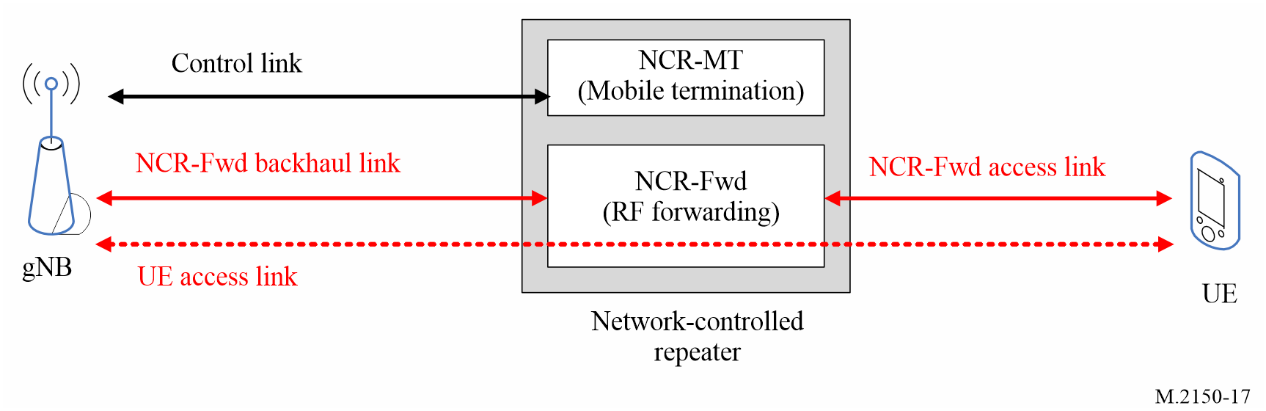 Control link
NCR-MT
(Mobile termination)
NCR-Fwd backhaul link
NCR-Fwd
(RF forwarding)
NCR-Fwd access link
gNB
UE access link
UE
Network-controlled
repeater
M.2150-17